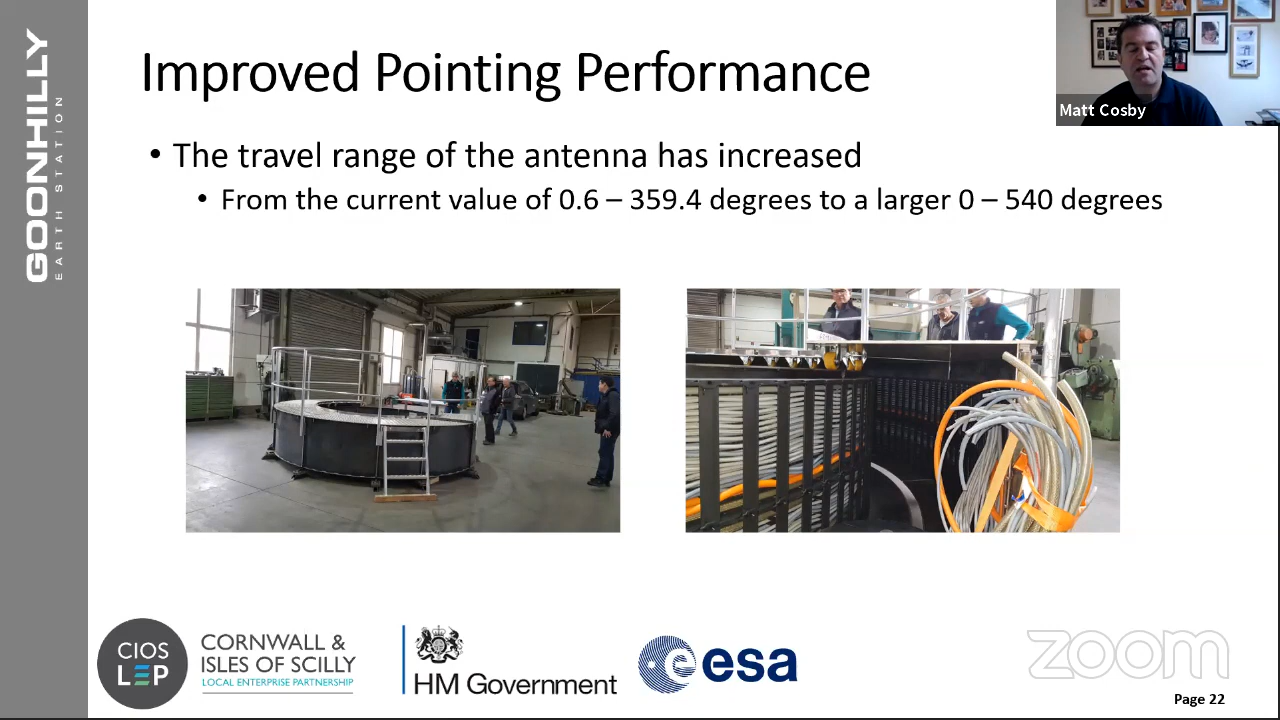 GOONHILLY
EARTH STATION
Improved Pointing Performance
Matt Cosby
• The travel range of the antenna has increased
• From the current value of 0.6 – 359.4 degrees to a larger 0 – 540 degrees
CIOS
LEP
CORNWALL &
ISLES OF SCILLY
LOCAL ENTERPRISE PARTNERSHIP
HM Government
esa
zoom
Page 22